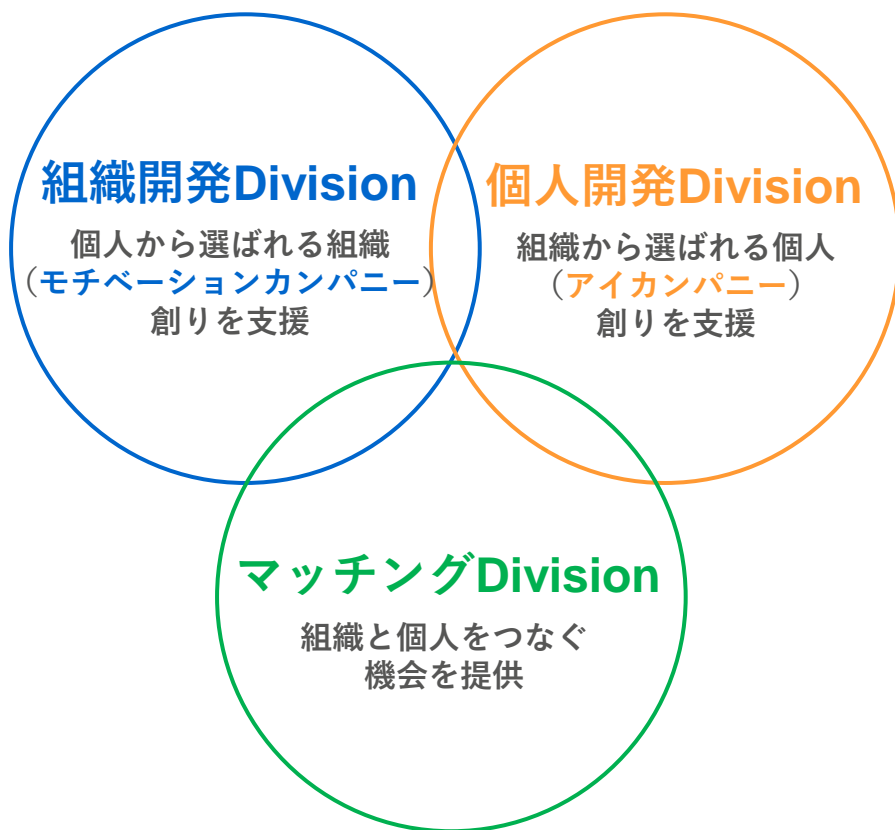 組織開発Division
個人から選ばれる組織
（モチベーションカンパニー）
創りを支援
個人開発Division
組織から選ばれる個人
（アイカンパニー）
創りを支援
マッチングDivision
組織と個人をつなぐ
機会を提供